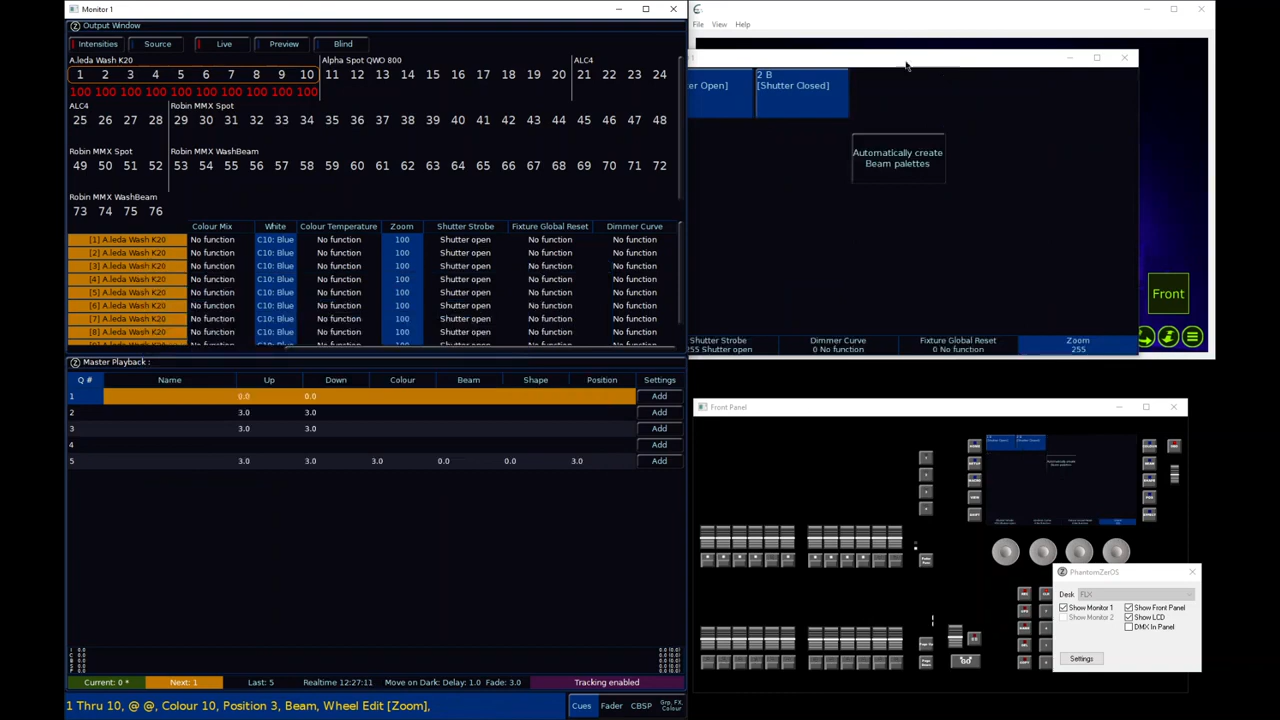 Monitor 1
Output Window
Intensities Source Live Preview Blind
A.leda Wash K20 Alpha Spot QWO 800 ALC4
1 2 3 4 5 6 7 8 9 10 11 12 13 14 15 16 17 18 19 20 21 22 23 24
100 100 100 100 100 100 100 100 100 100
ALC4 Robin MMX Spot
25 26 27 28 29 30 31 32 33 34 35 36 37 38 39 40 41 42 43 44 45 46 47 48
Robin MMX Spot Robin MMX WashBeam
49 50 51 52 53 54 55 56 57 58 59 60 61 62 63 64 65 66 67 68 69 70 71 72
Robin MMX WashBeam
73 74 75 76
Colour Mix White Colour Temperature Zoom Shutter Strobe Fixture Global Reset Dimmer Curve
[1] A.leda Wash K20 No function C10: Blue No function 100 Shutter open No function No function
[2] A.leda Wash K20 No function C10: Blue No function 100 Shutter open No function No function
[3] A.leda Wash K20 No function C10: Blue No function 100 Shutter open No function No function
[4] A.leda Wash K20 No function C10: Blue No function 100 Shutter open No function No function
[5] A.leda Wash K20 No function C10: Blue No function 100 Shutter open No function No function
[6] A.leda Wash K20 No function C10: Blue No function 100 Shutter open No function No function
[7] A.leda Wash K20 No function C10: Blue No function 100 Shutter open No function No function
[8] A.leda Wash K20 No function C10: Blue No function 100 Shutter open No function No function
Master Playback :
Q # Name Up Down Colour Beam Shape Position Settings
1 0.0 0.0 Add
2 3.0 3.0 Add
3 3.0 3.0 Add
4 Add
5 3.0 3.0 3.0 0.0 0.0 3.0 Add
Current: 0 * Next: 1 Last: 5 Realtime 12:27:11 Move on Dark: Delay: 1.0 Fade: 3.0 Tracking enabled
1 Thru 10, @ @, Colour 10, Position 3, Beam, Wheel Edit [Zoom],
Cues Fader CBSP Grp, FX, Colour
File View Help
er Open]
2 B
[Shutter Closed]
Automatically create
Beam palettes
Shutter Strobe Dimmer Curve Fixture Global Reset Zoom
255 Shutter open 0 No function 0 No function 255
Front
Front Panel
PhantomZerOS
Desk FLX
Show Monitor 1 Show Front Panel
Show Monitor 2 Show LCD
DMX In Panel
Settings